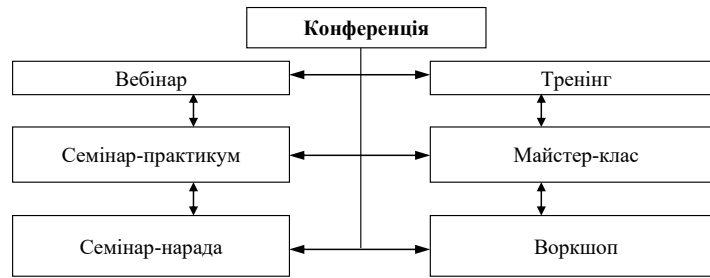 Конференція
Вебінар
Тренінг
Семінар-практикум
Майстер-клас
Семінар-нарада
Воркшоп